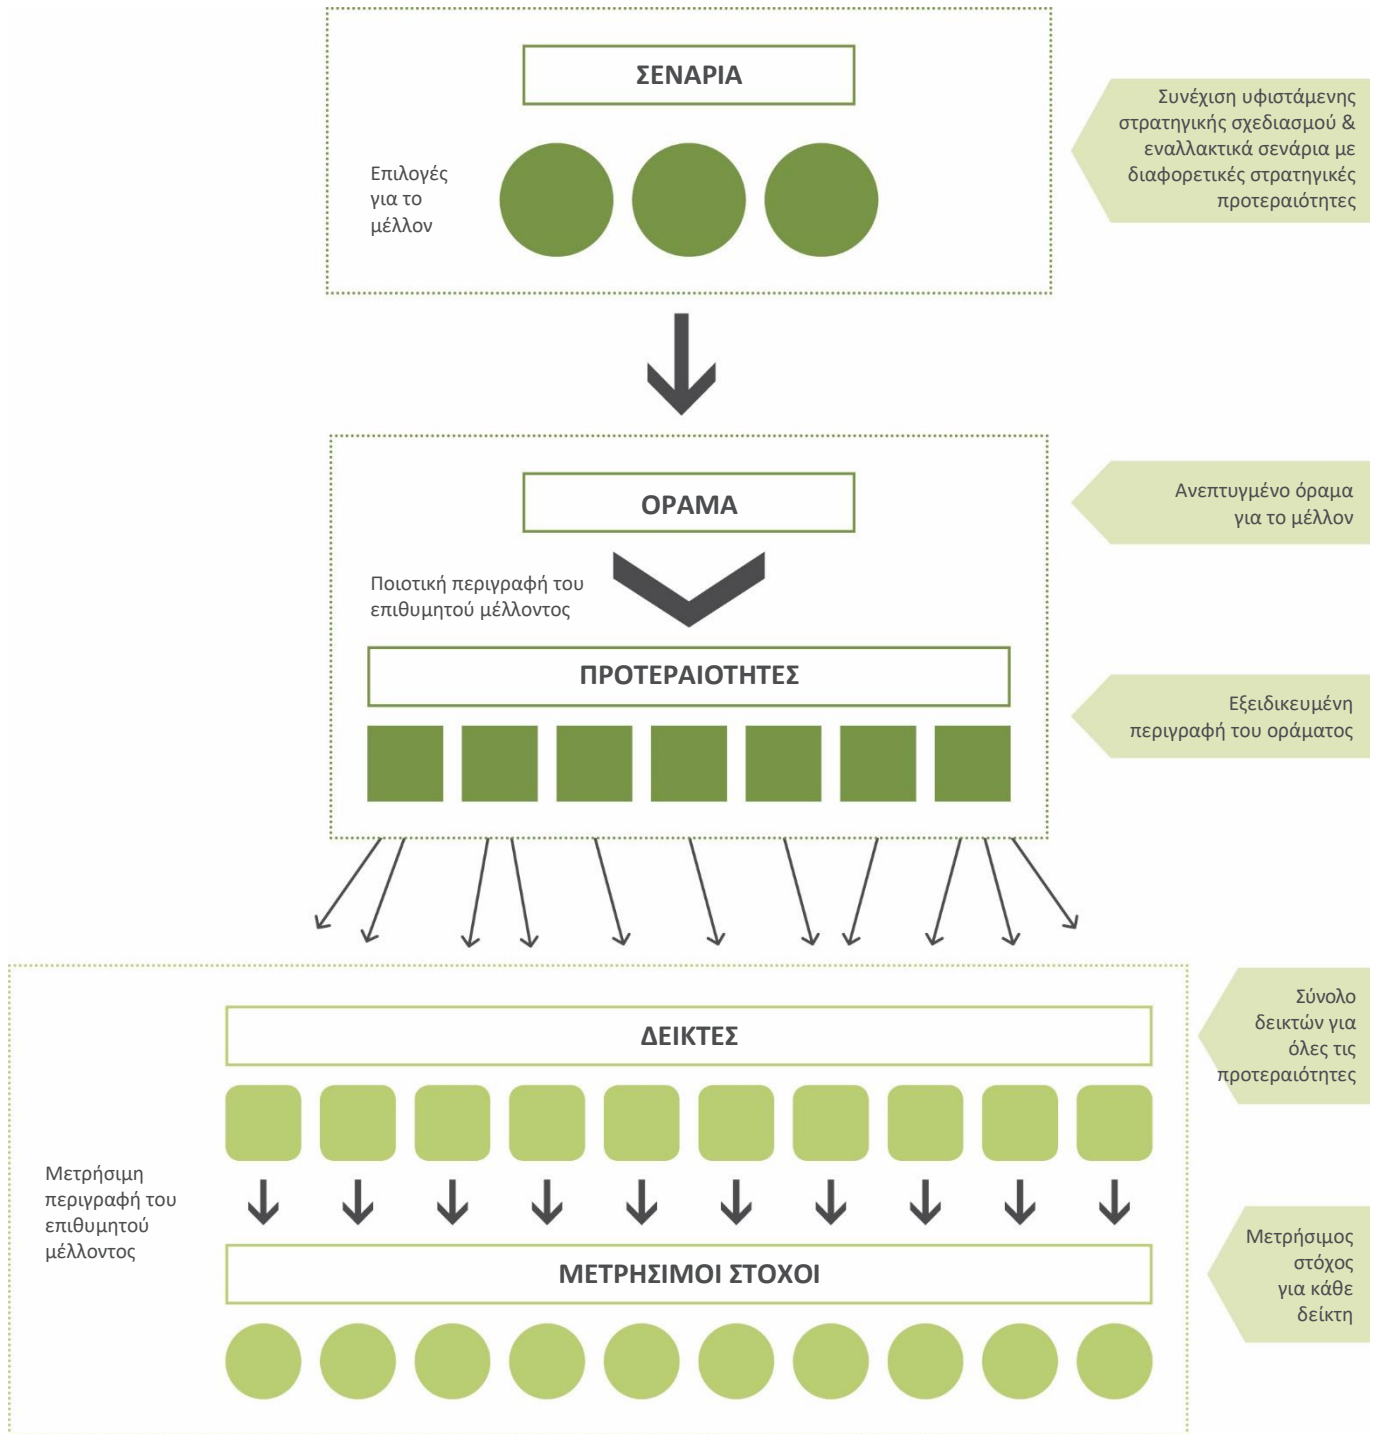 ΣΕΝΑΡΙΑ
Επιλογές
για το
μέλλον
Συνέχιση υφιστάμενης
στρατηγικής σχεδιασμού &
εναλλακτικά σενάρια με
διαφορετικές στρατηγικές
προτεραιότητες
ΟΡΑΜΑ
Ανεπτυγμένο όραμα
για το μέλλον
Ποιοτική περιγραφή του
επιθυμητού μέλλοντος
ΠΡΟΤΕΡΑΙΟΤΗΤΕΣ
Εξειδικευμένη
περιγραφή του οράματος
ΔΕΙΚΤΕΣ
Σύνολο
δεικτών για
όλες τις
προτεραιότητες
Μετρήσιμη
περιγραφή του
επιθυμητού
μέλλοντος
ΜΕΤΡΗΣΙΜΟΙ ΣΤΟΧΟΙ
Μετρήσιμος
στόχος
για κάθε
δείκτη